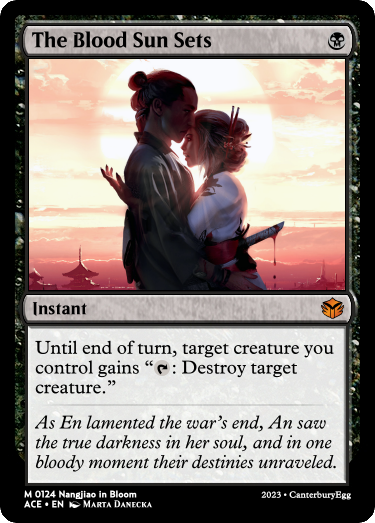 The Blood Sun Sets
Instant
Until end of turn, target creature you
control gains “: Destroy target
creature.”
As En lamented the war's end, An saw
the true darkness in her soul, and in one
bloody moment their destinies unraveled.
M 0124 Nangjiao in Bloom
ACE • EN Marta Danecka
2023 • CanterburyEgg